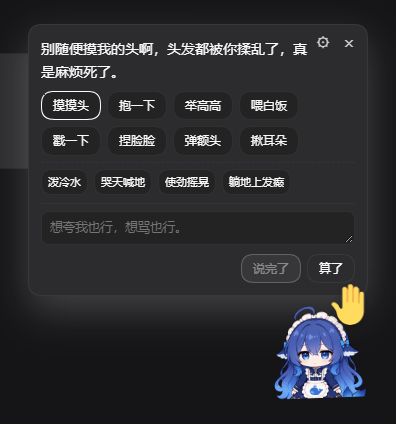 别随便摸我的头啊，头发都被你揉乱了，真
是麻烦死了。
摸摸头 抱一下 举高高 喂白饭
戳一下 捏脸脸 弹额头 揪耳朵
泼冷水 哭天喊地 使劲摇晃 躺地上发癫
想夸我也行，想骂也行。
说完了 算了